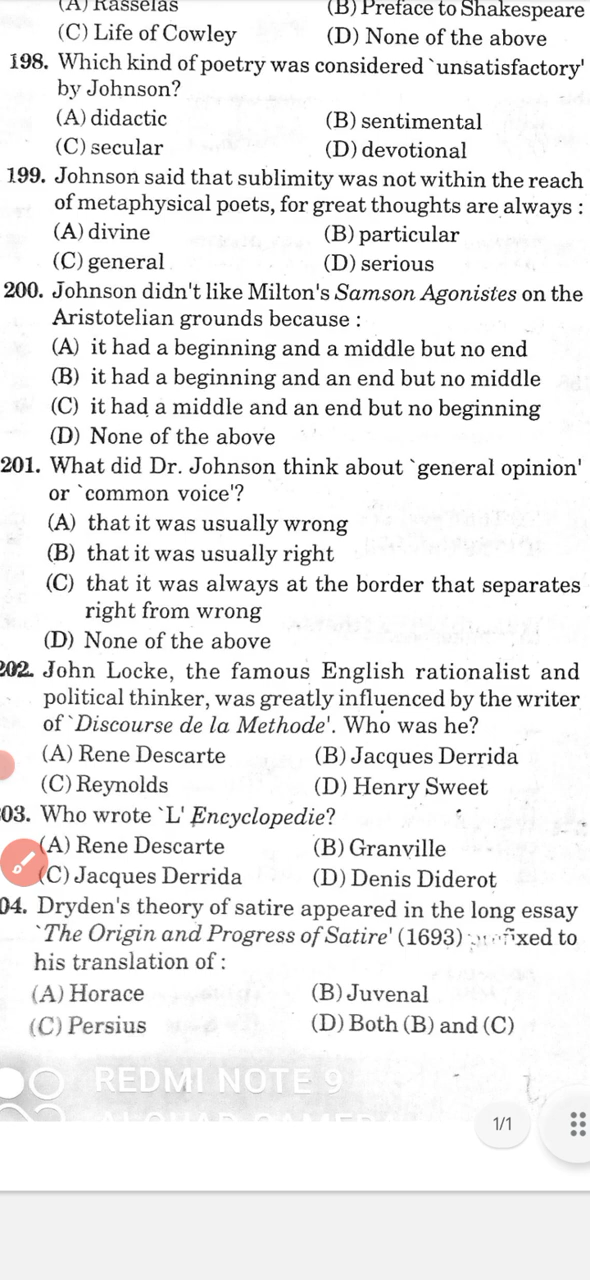 (A) Rasselas (B) Preface to Shakespeare
(C) Life of Cowley (D) None of the above
198. Which kind of poetry was considered `unsatisfactory'
by Johnson?
(A) didactic (B) sentimental
(C) secular (D) devotional
199. Johnson said that sublimity was not within the reach
of metaphysical poets, for great thoughts are always :
(A) divine (B) particular
(C) general (D) serious
200. Johnson didn't like Milton's Samson Agonistes on the
Aristotelian grounds because :
(A) it had a beginning and a middle but no end
(B) it had a beginning and an end but no middle
(C) it had a middle and an end but no beginning
(D) None of the above
201. What did Dr. Johnson think about `general opinion'
or `common voice'?
(A) that it was usually wrong
(B) that it was usually right
(C) that it was always at the border that separates
right from wrong
(D) None of the above
202. John Locke, the famous English rationalist and
political thinker, was greatly influenced by the writer
of `Discourse de la Methode'. Who was he?
(A) Rene Descarte (B) Jacques Derrida
(C) Reynolds (D) Henry Sweet
03. Who wrote `L' Encyclopedie?
(A) Rene Descarte (B) Granville
(C) Jacques Derrida (D) Denis Diderot
04. Dryden's theory of satire appeared in the long essay
`The Origin and Progress of Satire' (1693) to
his translation of :
(A) Horace (B) Juvenal
(C) Persius (D) Both (B) and (C)
REDMI NOTE 9
1/1